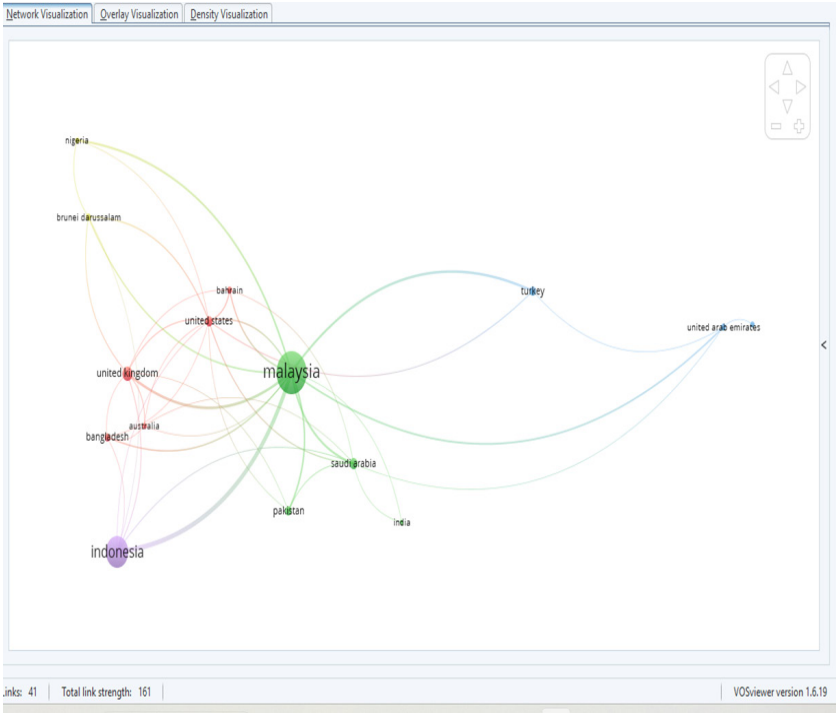 Network Visualization Overlay Visualization Density Visualization
nigeria
brunei darussalam
bahrain
turkey
united states
united arab emirates
malaysia
united kingdom
australia
bangladesh
saudi arabia
pakistan
india
indonesia
Links: 41 Total link strength: 161 VOSviewer version 1.6.19